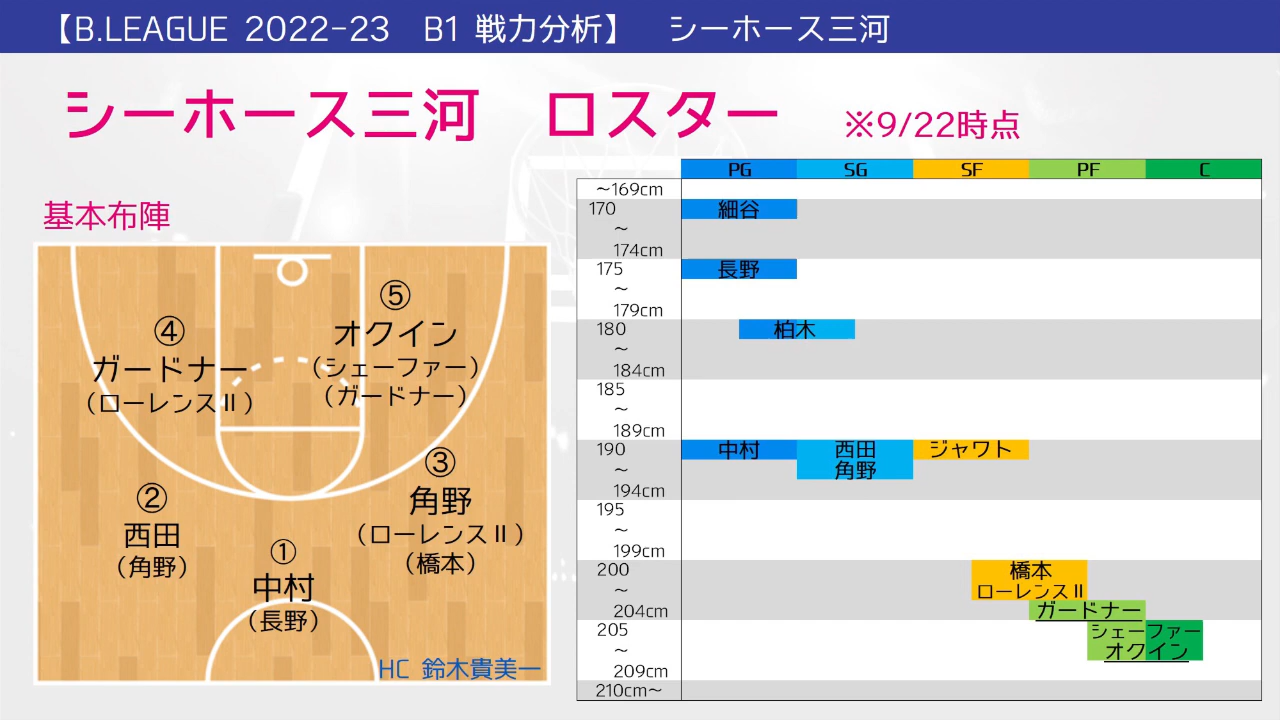 【B.LEAGUE 2022-23　B1 戦力分析】　シーホース三河
シーホース三河　ロスター　※9/22時点
基本布陣
⑤
オクイン
（シェーファー）
（ガードナー）
④
ガードナー
（ローレンスⅡ）
③
角野
（ローレンスⅡ）
（橋本）
②
西田
（角野）
①
中村
（長野）
HC 鈴木貴美一
PG SG SF PF C
～169cm
170 細谷
～
174cm
175 長野
～
179cm
180 柏木
～
184cm
185
～
189cm
190 中村 西田 ジャワト
～ 角野
194cm
195
～
199cm
200 橋本
～ ローレンスⅡ
204cm ガードナー
205 シェーファー
～ オクイン
209cm
210cm～